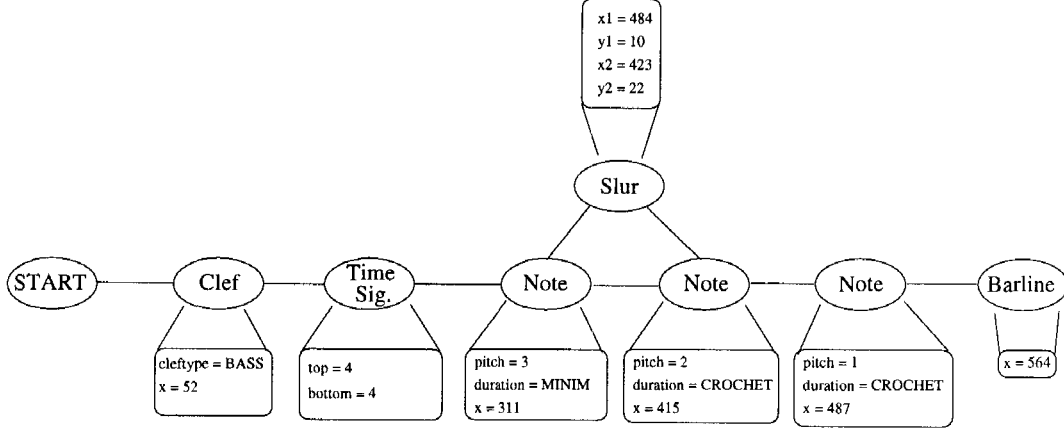 x1 = 484
y1 = 10
x2 = 423
y2 = 22
Slur
START
Clef
Time
Sig.
Note
Note
Note
Barline
cleftype = BASS
x = 52
top = 4
bottom = 4
pitch = 3
duration = MINIM
x = 311
pitch = 2
duration = CROCHET
x = 415
pitch = 1
duration = CROCHET
x = 487
x = 564